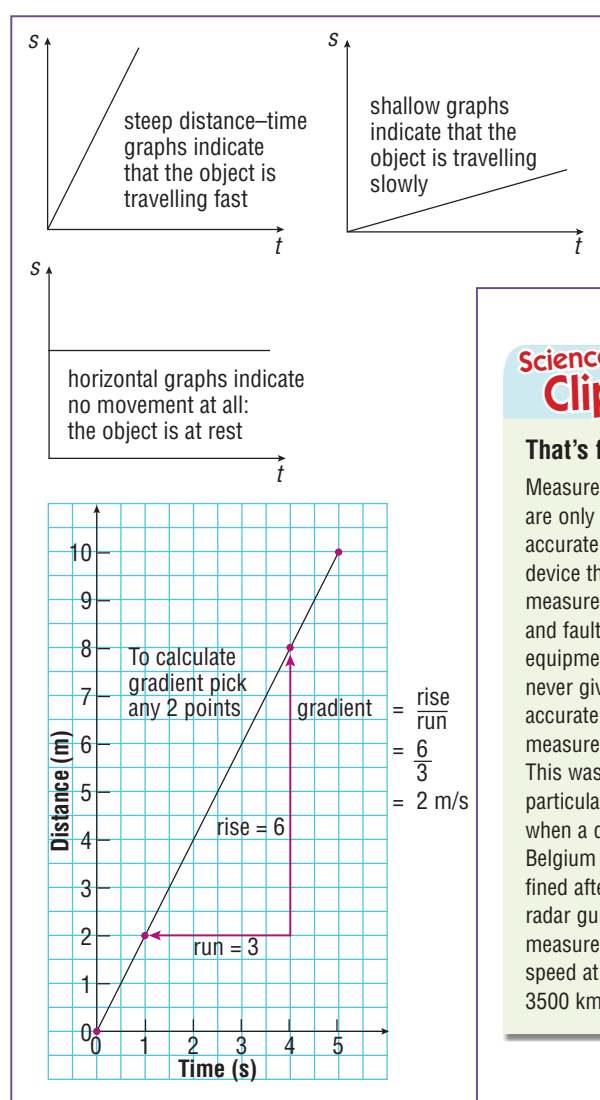 s
steep distance–time
graphs indicate
that the object is
travelling fast
t
s
shallow graphs
indicate that the
object is travelling
slowly
t
s
horizontal graphs indicate
no movement at all:
the object is at rest
t
10
9
8
7
6
5
4
3
2
1
0
Distance (m)
To calculate
gradient pick
any 2 points
gradient = rise/run
= 6/3
= 2 m/s
rise = 6
run = 3
0 1 2 3 4 5
Time (s)
Science
Clip
That's f
Measure
are only
accurate
device th
measure
and fault
equipme
never giv
accurate
measure
This was
particula
when a c
Belgium
fined afte
radar gu
measure
speed at
3500 km